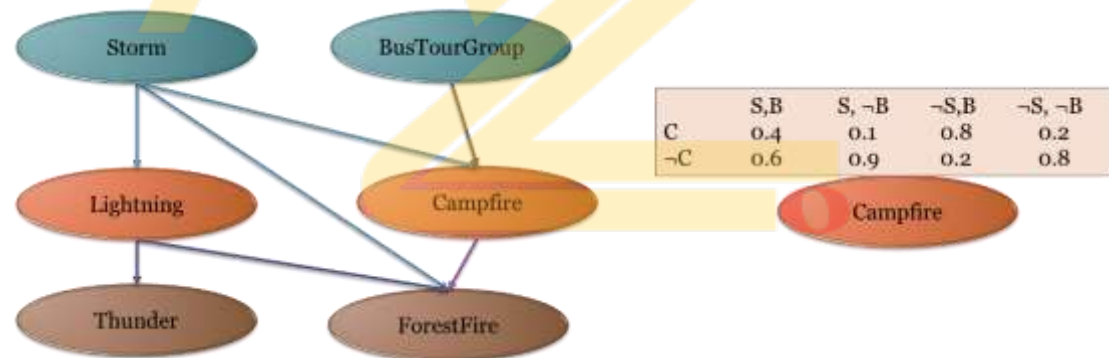 Storm BusTourGroup
S,B S, ¬B ¬S,B ¬S, ¬B
C 0.4 0.1 0.8 0.2
¬C 0.6 0.9 0.2 0.8
Lightning Campfire Campfire
Thunder ForestFire